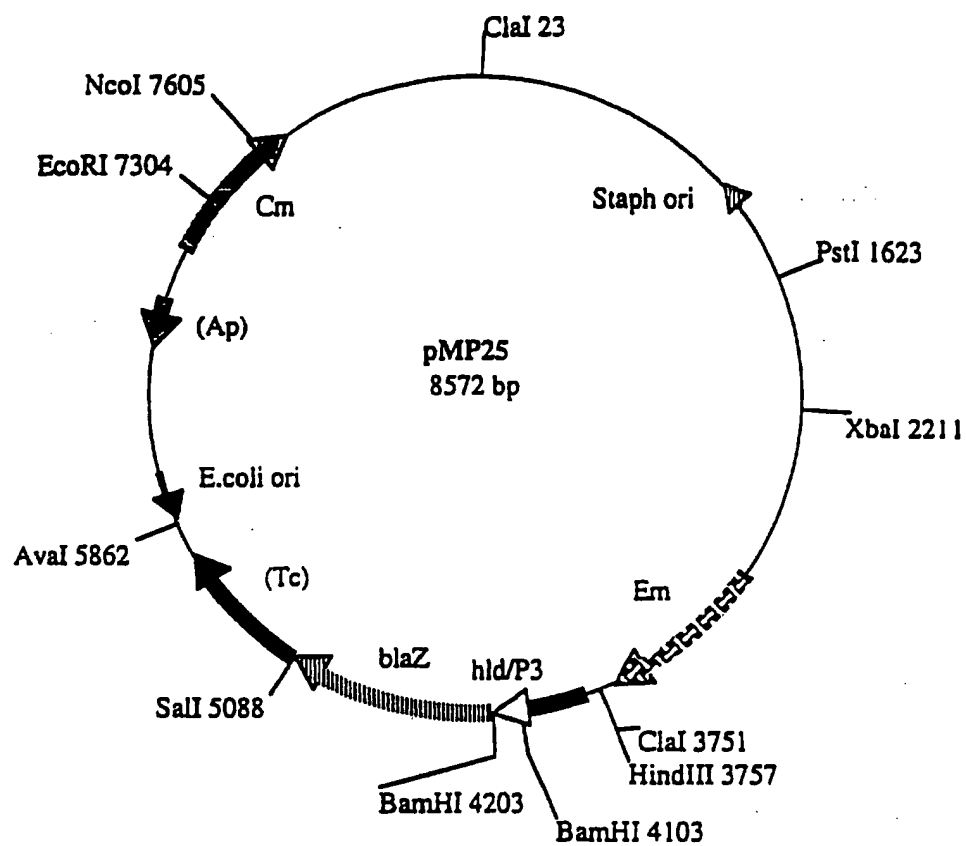 ClaI 23
NcoI 7605
EcoRI 7304
Cm
Staph ori
PstI 1623
(Ap)
pMP25
8572 bp
XbaI 2211
E.coli ori
AvaI 5862
(Tc)
Em
blaZ
hld/P3
SalI 5088
ClaI 3751
HindIII 3757
BamHI 4203
BamHI 4103